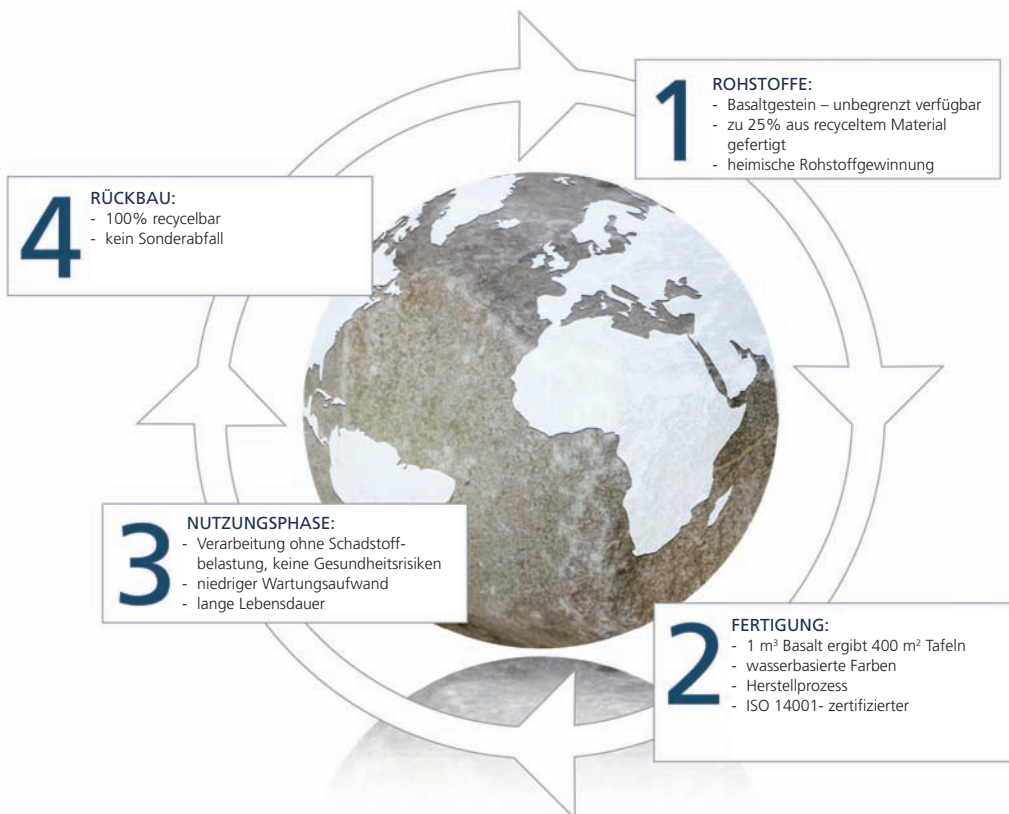 1
ROHSTOFFE:
- Basaltgestein – unbegrenzt verfügbar
- zu 25% aus recyceltem Material
gefertigt
- heimische Rohstoffgewinnung
2
FERTIGUNG:
- 1 m³ Basalt ergibt 400 m² Tafeln
- wasserbasierte Farben
- Herstellprozess
- ISO 14001- zertifizierter
3
NUTZUNGSPHASE:
- Verarbeitung ohne Schadstoff-
belastung, keine Gesundheitsrisiken
- niedriger Wartungsaufwand
- lange Lebensdauer
4
RÜCKBAU:
- 100% recycelbar
- kein Sonderabfall